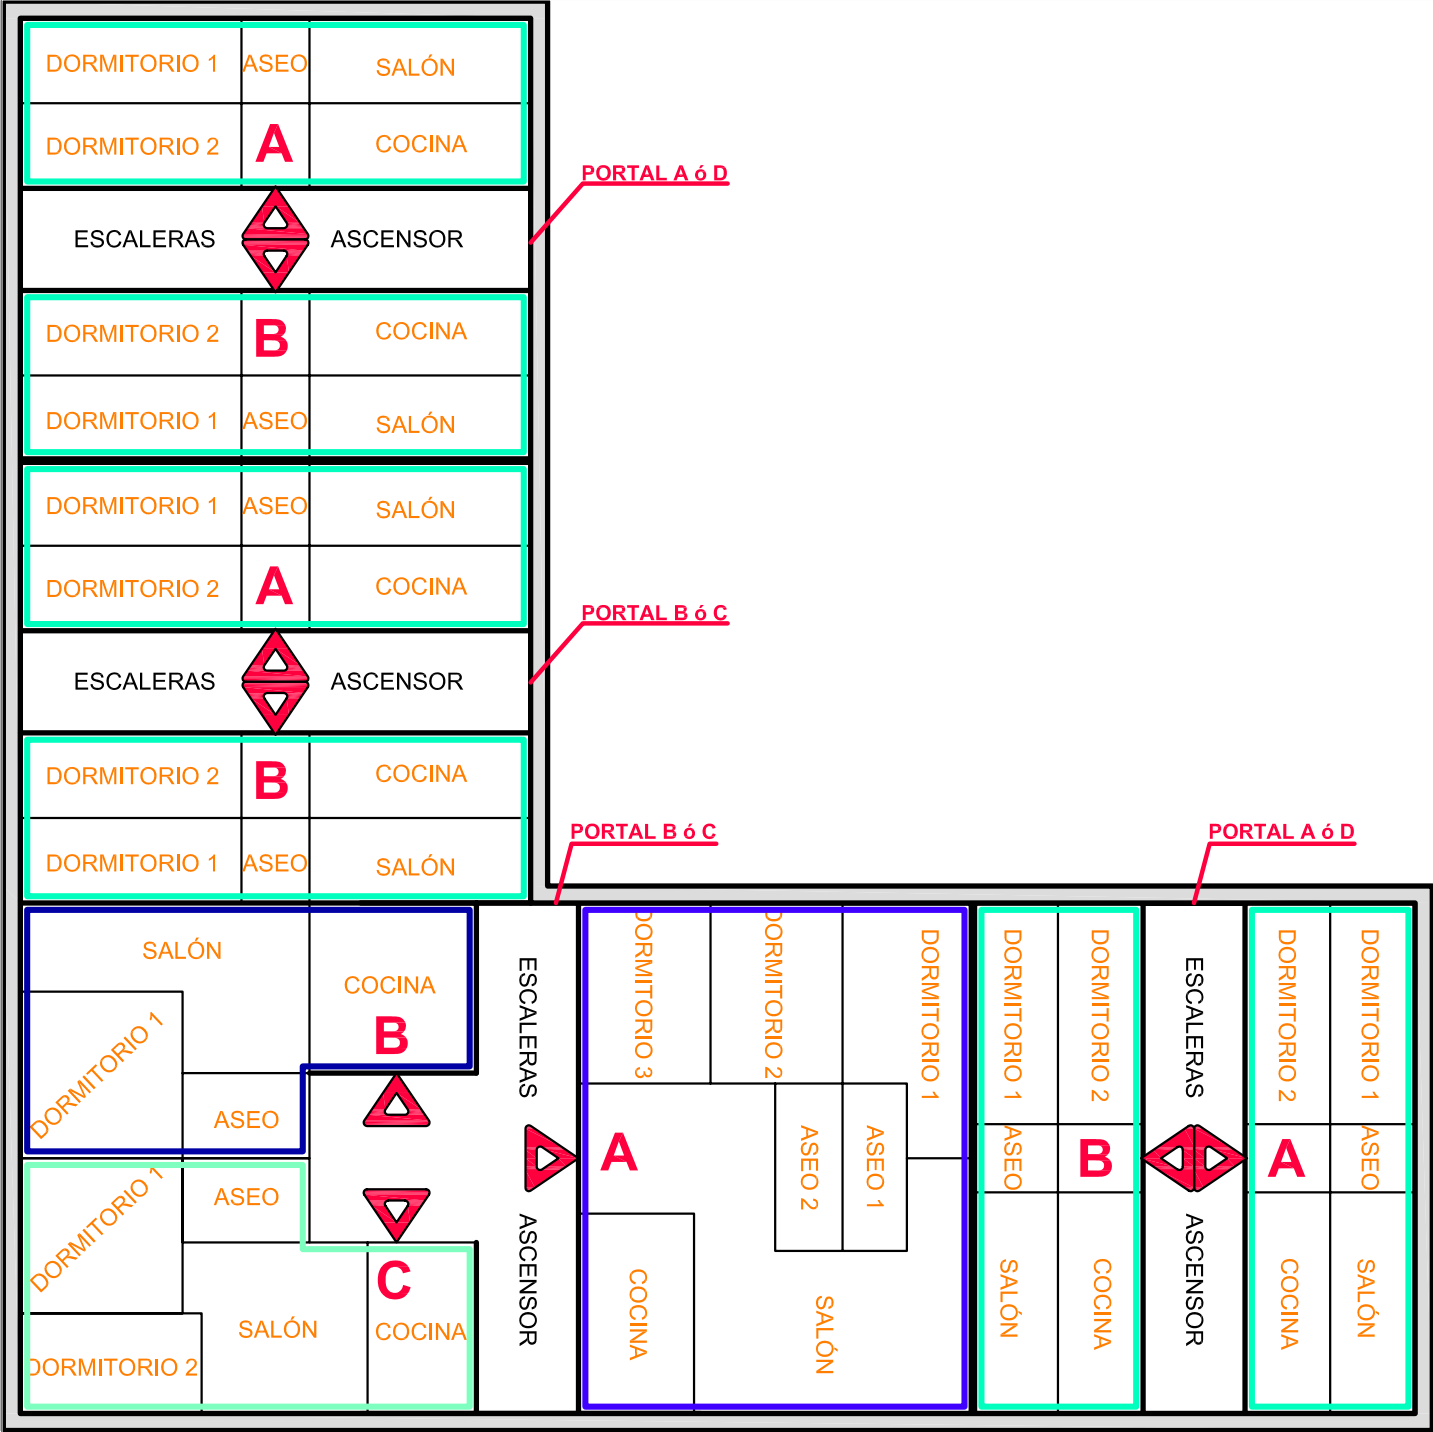 DORMITORIO 1 ASEO SALÓN
DORMITORIO 2 A COCINA
PORTAL A ó D
ESCALERAS ASCENSOR
DORMITORIO 2 B COCINA
DORMITORIO 1 ASEO SALÓN
DORMITORIO 1 ASEO SALÓN
DORMITORIO 2 A COCINA
PORTAL B ó C
ESCALERAS ASCENSOR
DORMITORIO 2 B COCINA
DORMITORIO 1 ASEO SALÓN
PORTAL B ó C
PORTAL A ó D
SALÓN
COCINA
B
DORMITORIO 1
ASEO
DORMITORIO 1
ASEO
C
SALÓN
COCINA
DORMITORIO 2
ESCALERAS
ASCENSOR
DORMITORIO 3
DORMITORIO 2
DORMITORIO 1
A
ASEO 2
ASEO 1
COCINA
SALÓN
DORMITORIO 1
DORMITORIO 2
ASEO
B
SALÓN
COCINA
ESCALERAS
ASCENSOR
DORMITORIO 2
DORMITORIO 1
A
ASEO
COCINA
SALÓN